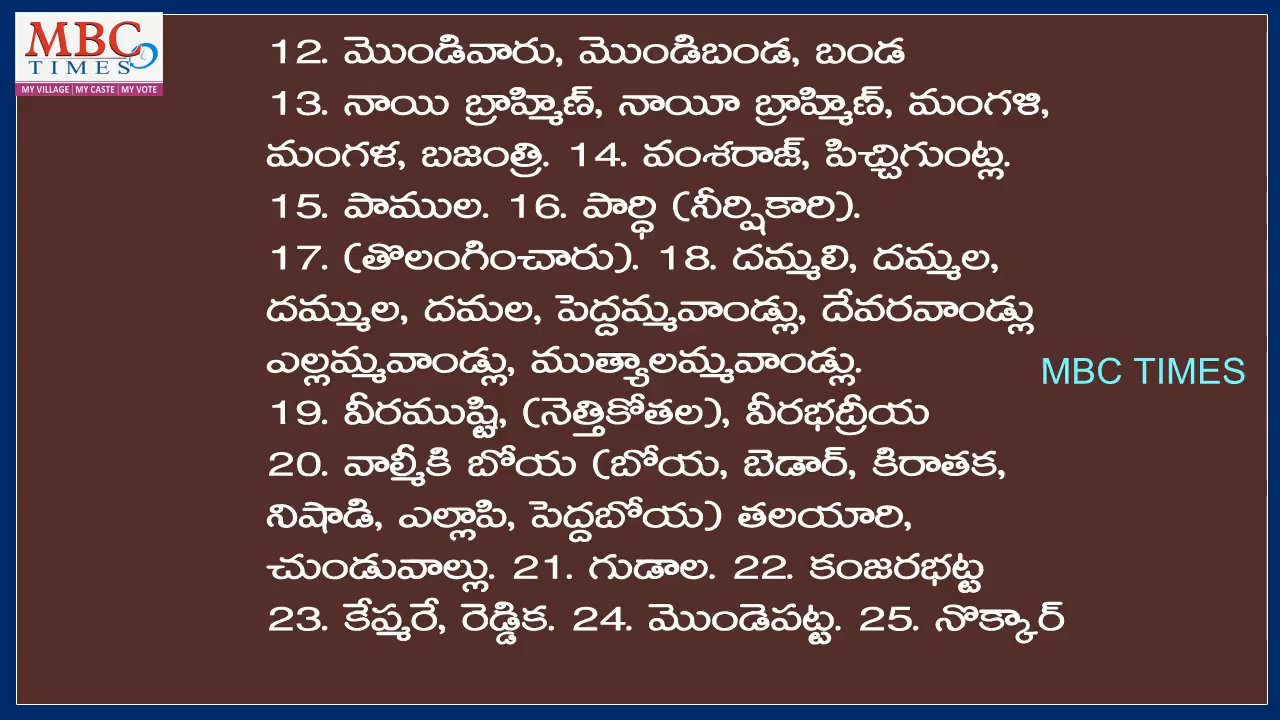 MBC
TIMES
MY VILLAGE | MY CASTE | MY VOTE
12. మొండివారు, మొండిబండ, బండ
13. నాయి బ్రాహ్మిణ్, నాయీ బ్రాహ్మిణ్, మంగళి,
మంగళ, బజంత్రి. 14. వంశరాజ్, పిచ్చిగుంట్ల.
15. పాముల. 16. పార్ధి (నీర్షికారి).
17. (తొలంగించారు). 18. దమ్మలి, దమ్మల,
దమ్ముల, దమల, పెద్దమ్మవాండ్లు, దేవరవాండ్లు
ఎల్లమ్మవాండ్లు, ముత్యాలమ్మవాండ్లు.
MBC TIMES
19. వీరముష్టి, (నెత్తికోతల), వీరభద్రీయ
20. వాల్మీకి బోయ (బోయ, బెడార్, కిరాతక,
నిషాడి, ఎల్లాపి, పెద్దబోయ) తలయారి,
చుండువాల్లు. 21. గుడాల. 22. కంజరభట్ట
23. కేష్మరే, రెడ్డిక. 24. మొండెపట్ట. 25. నొక్కార్